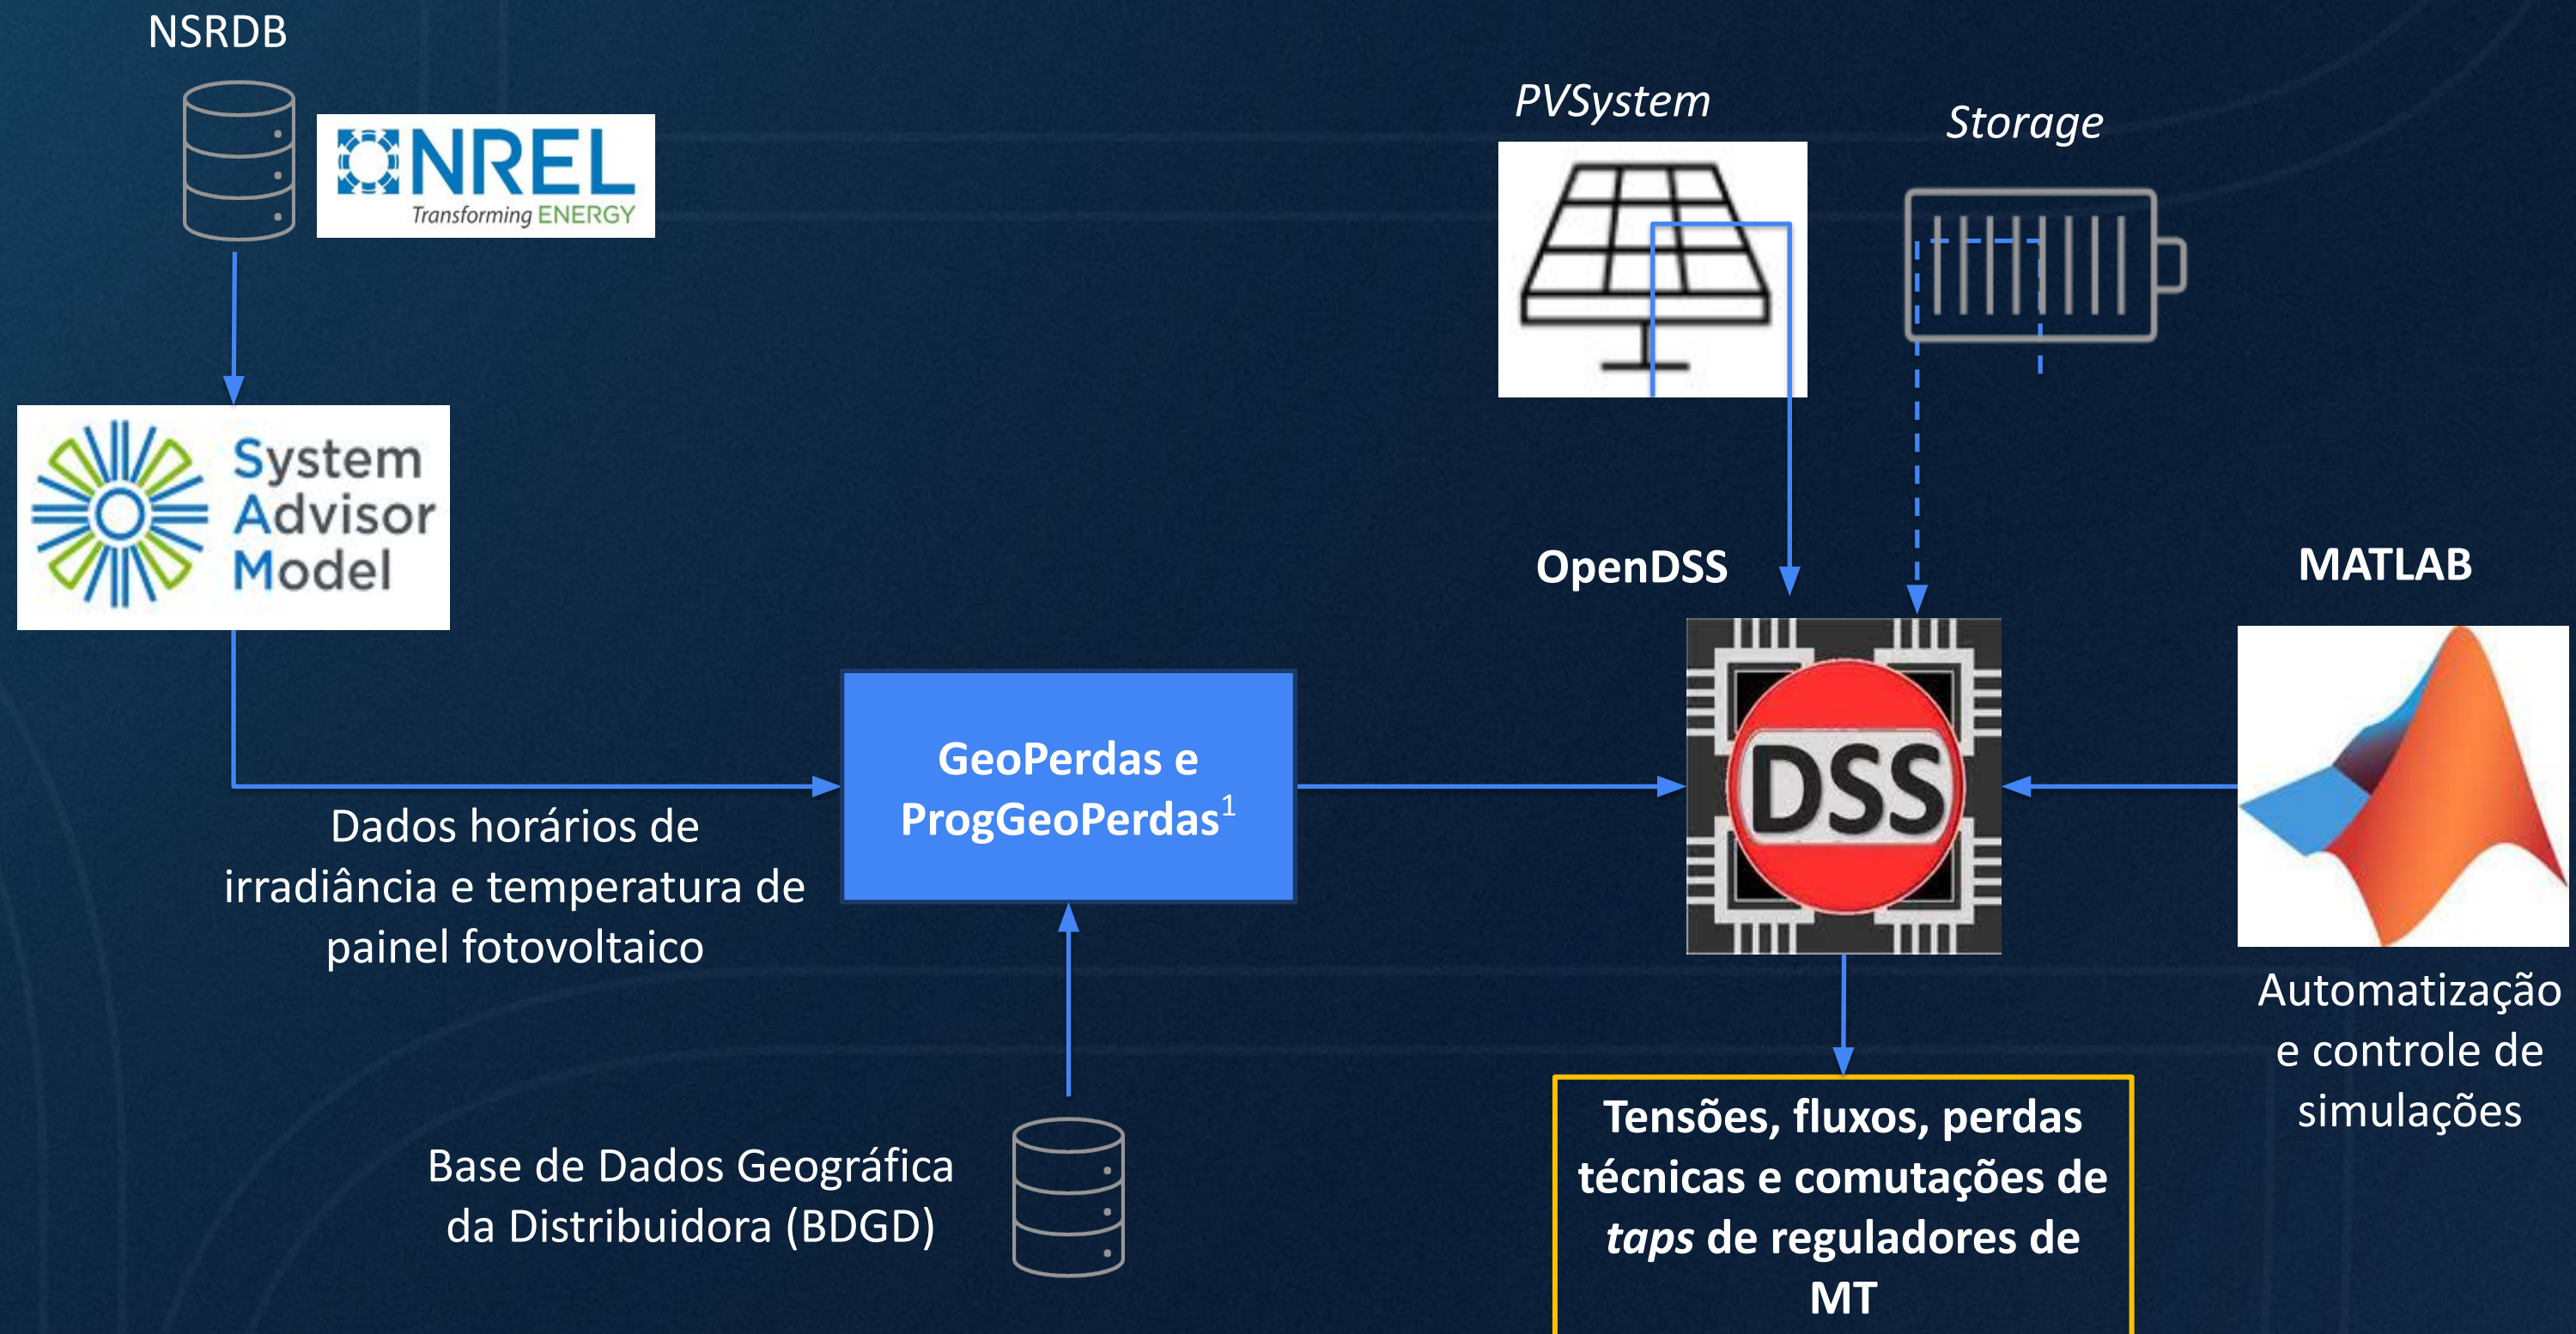 NSRDB
NREL
Transforming ENERGY
PVSystem
Storage
System
Advisor
Model
OpenDSS
MATLAB
GeoPerdas e
ProgGeoPerdas¹
DSS
Dados horários de
irradiância e temperatura de
painel fotovoltaico
Automatização
e controle de
simulações
Base de Dados Geográfica
da Distribuidora (BDGD)
Tensões, fluxos, perdas
técnicas e comutações de
taps de reguladores de
MT